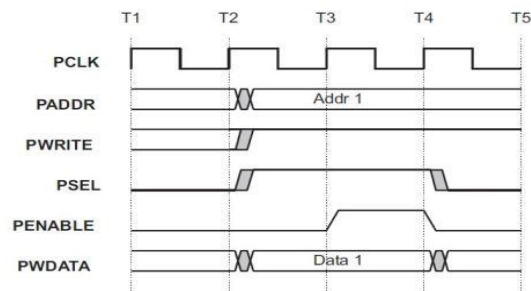 T1 T2 T3 T4 T5
PCLK
PADDR Addr 1
PWRITE
PSEL
PENABLE
PWDATA Data 1